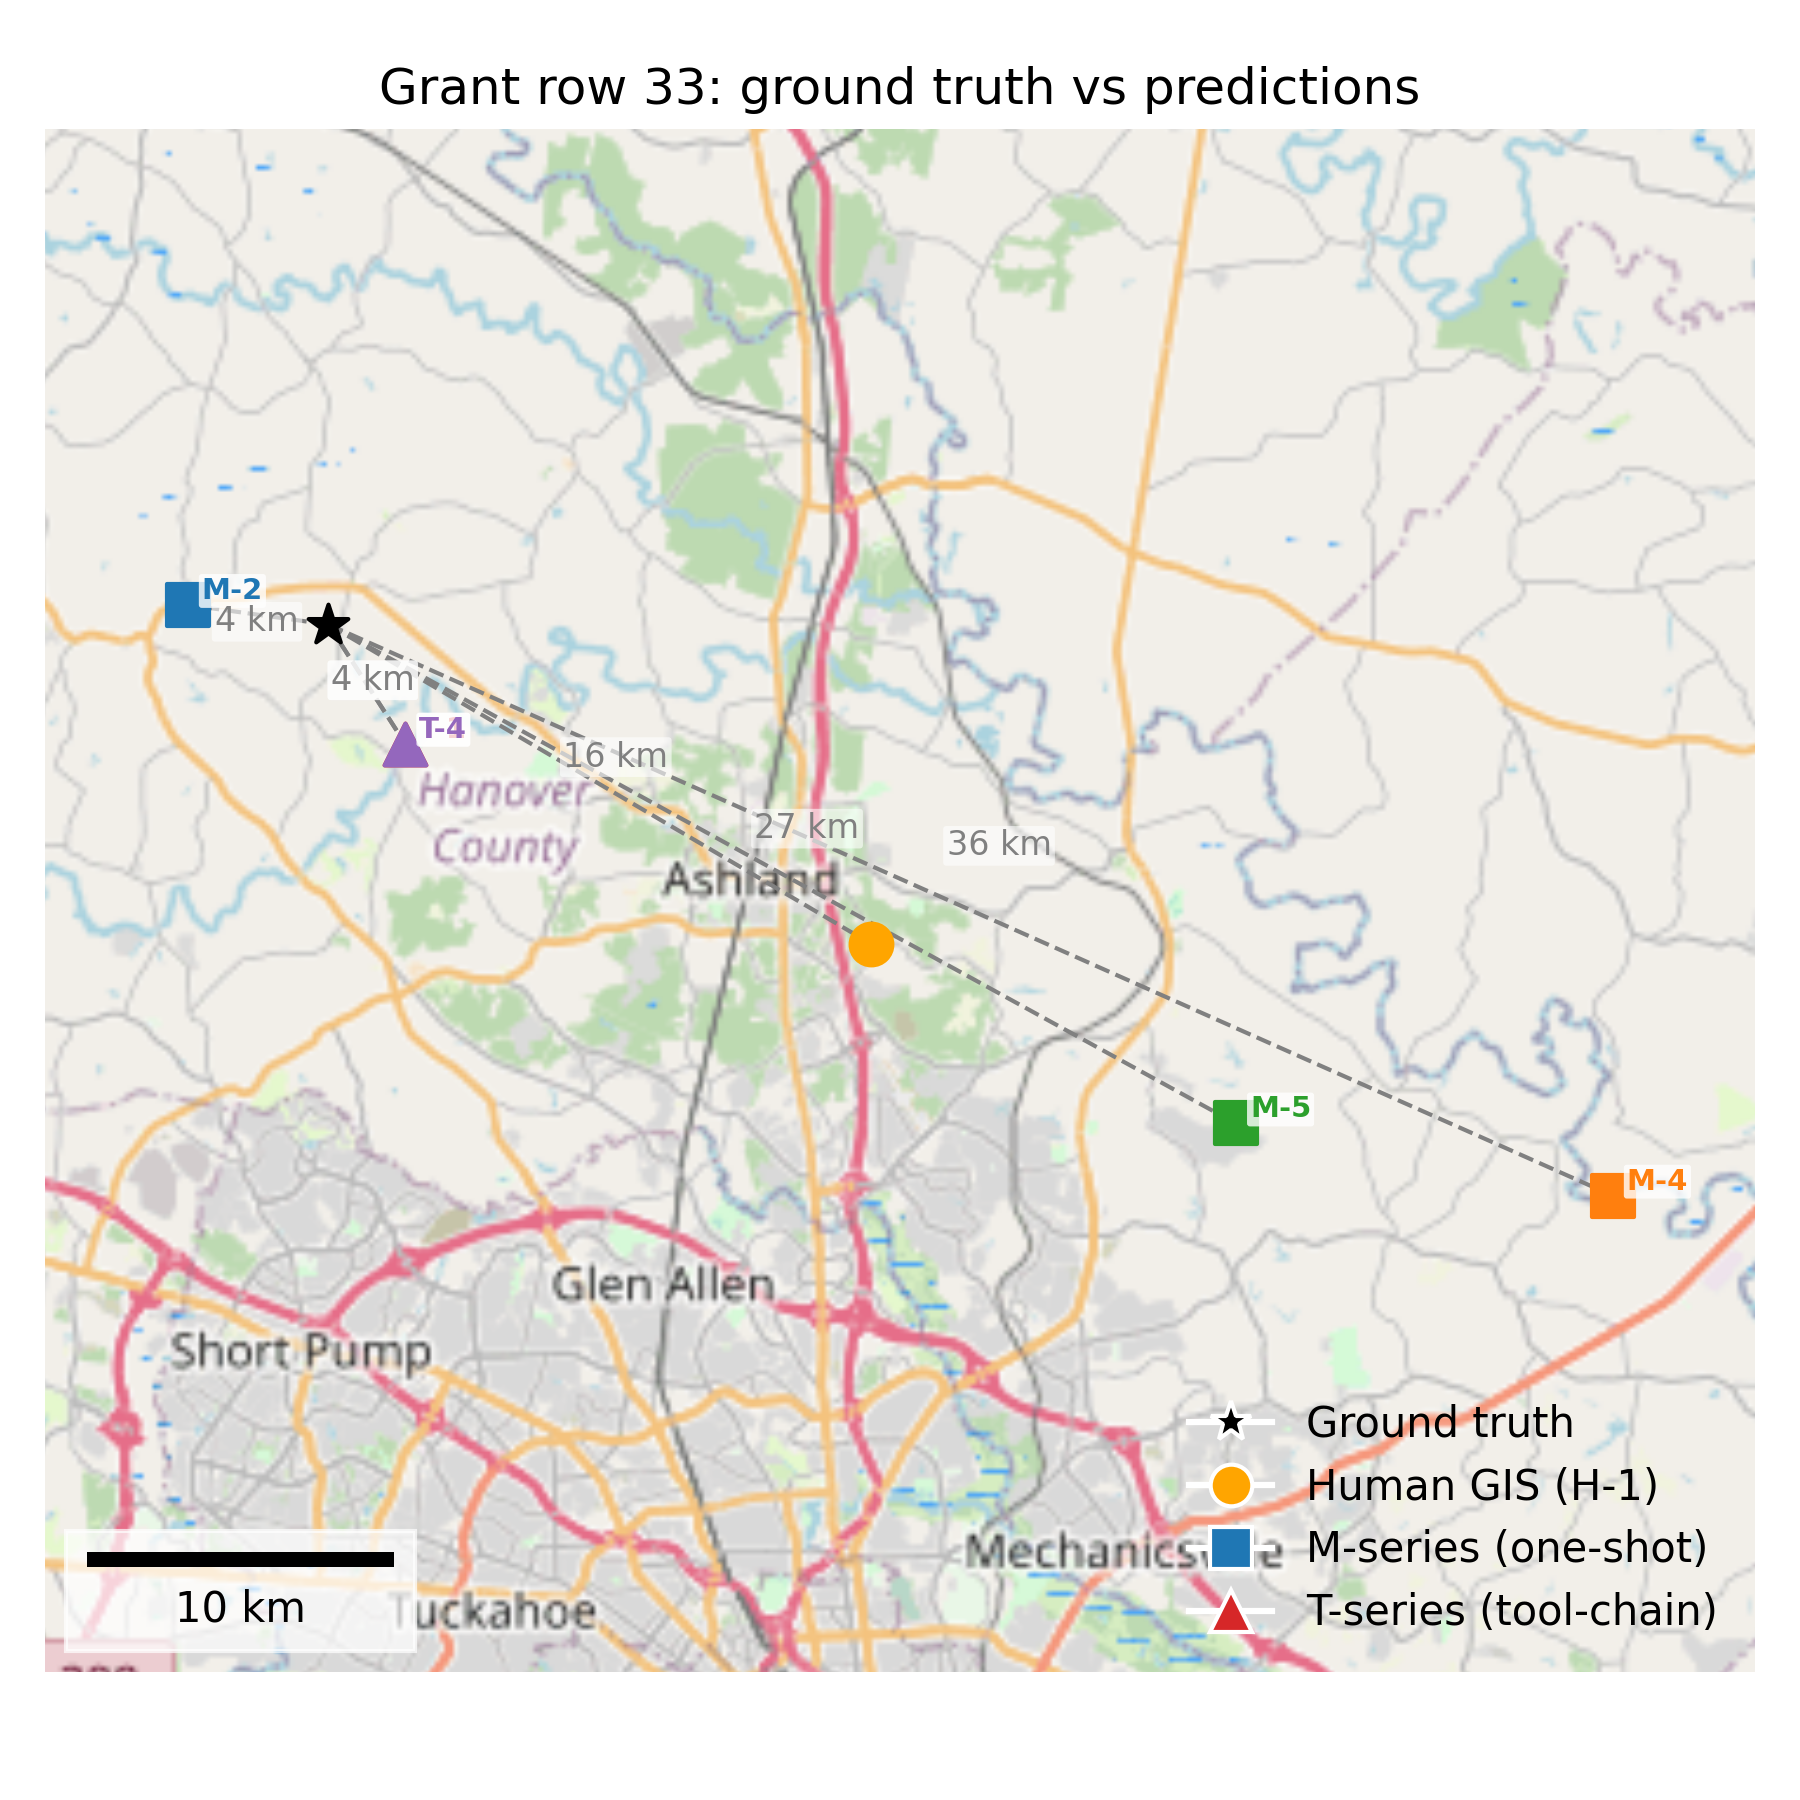 Grant row 33: ground truth vs predictions
M-2
4 km
4 km
T-4
16 km
Hanover
County
27 km
36 km
Ashland
M-5
M-4
Glen Allen
Short Pump
Ground truth
Human GIS (H-1)
Mechanicsville
M-series (one-shot)
10 km
Tuckahoe
T-series (tool-chain)